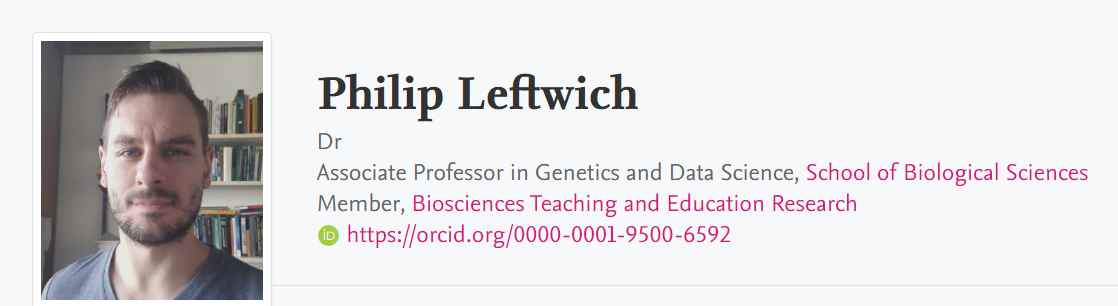 Philip Leftwich
Dr
Associate Professor in Genetics and Data Science, School of Biological Sciences
Member, Biosciences Teaching and Education Research
iD https://orcid.org/0000-0001-9500-6592